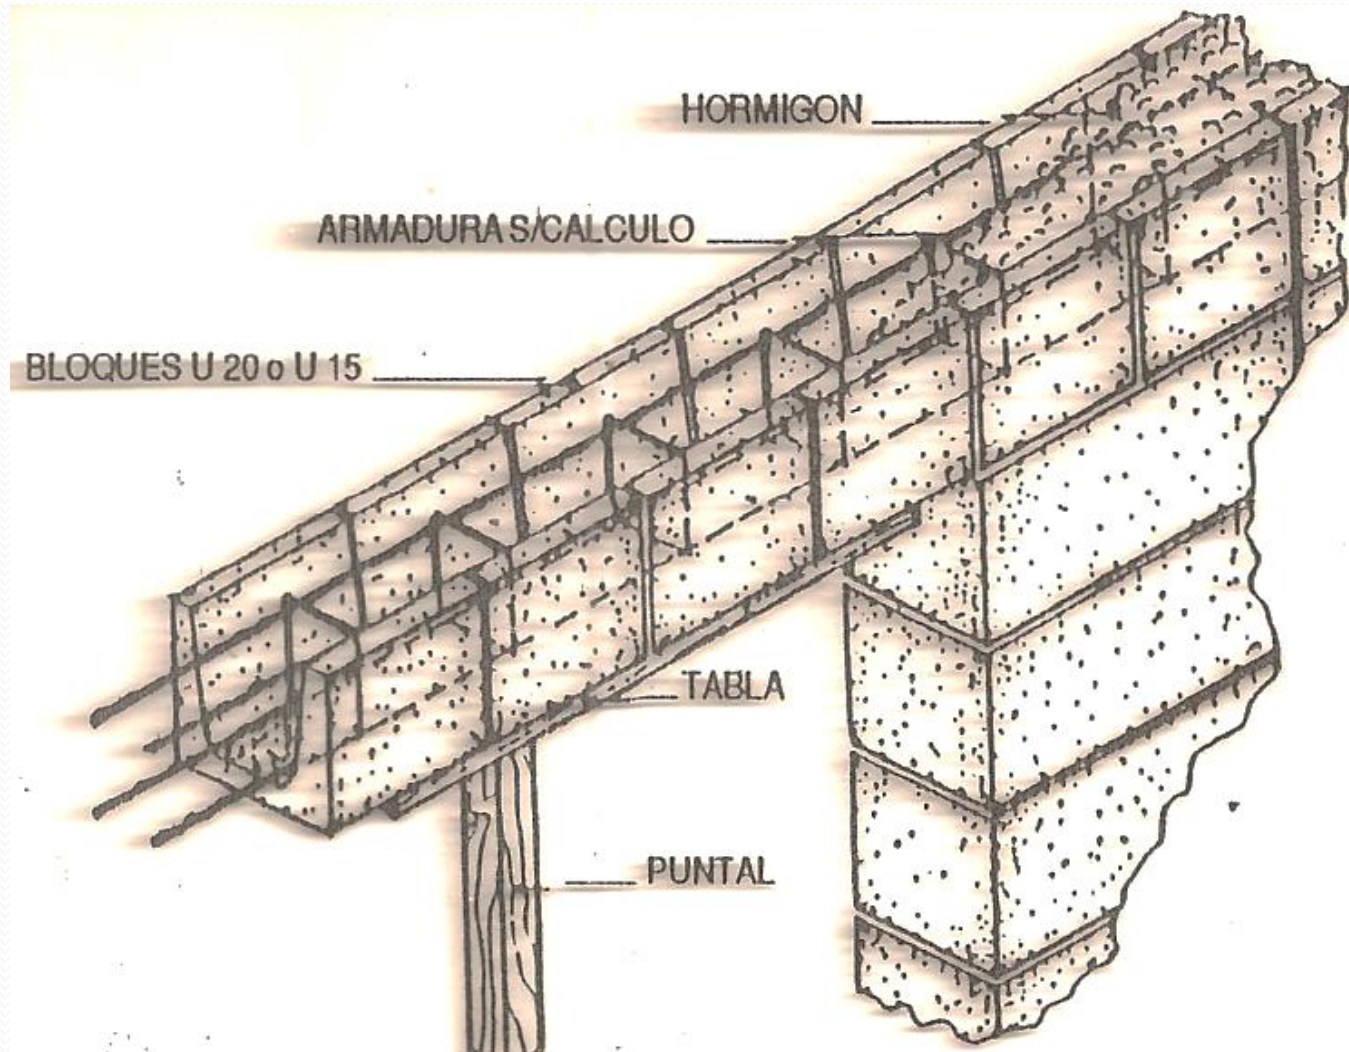 HORMIGON
ARMADURA S/CALCULO
BLOQUES U 20 o U 15
TABLA
PUNTAL